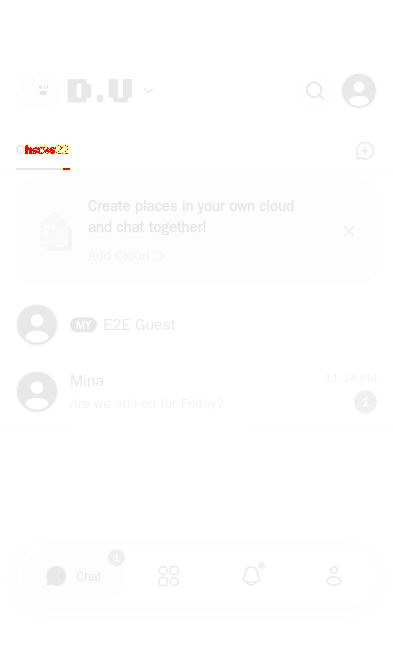 D.U
Create places in your own cloud
and chat together!
Add Cloud
MY E2E Guest
Mina
11:14 PM
Are we still on for Friday?
1
1
Chat